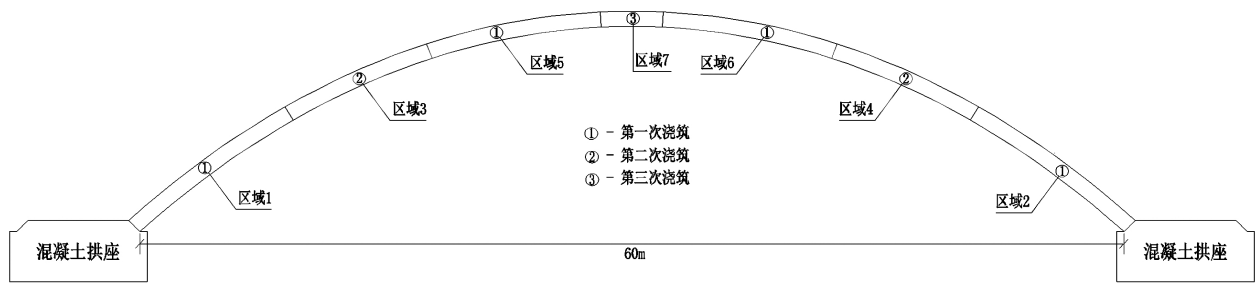 ③
① ①
区域5 区域7 区域6
② ②
区域3 区域4
① - 第一次浇筑
② - 第二次浇筑
③ - 第三次浇筑
① ①
区域1 区域2
混凝土拱座 混凝土拱座
60m